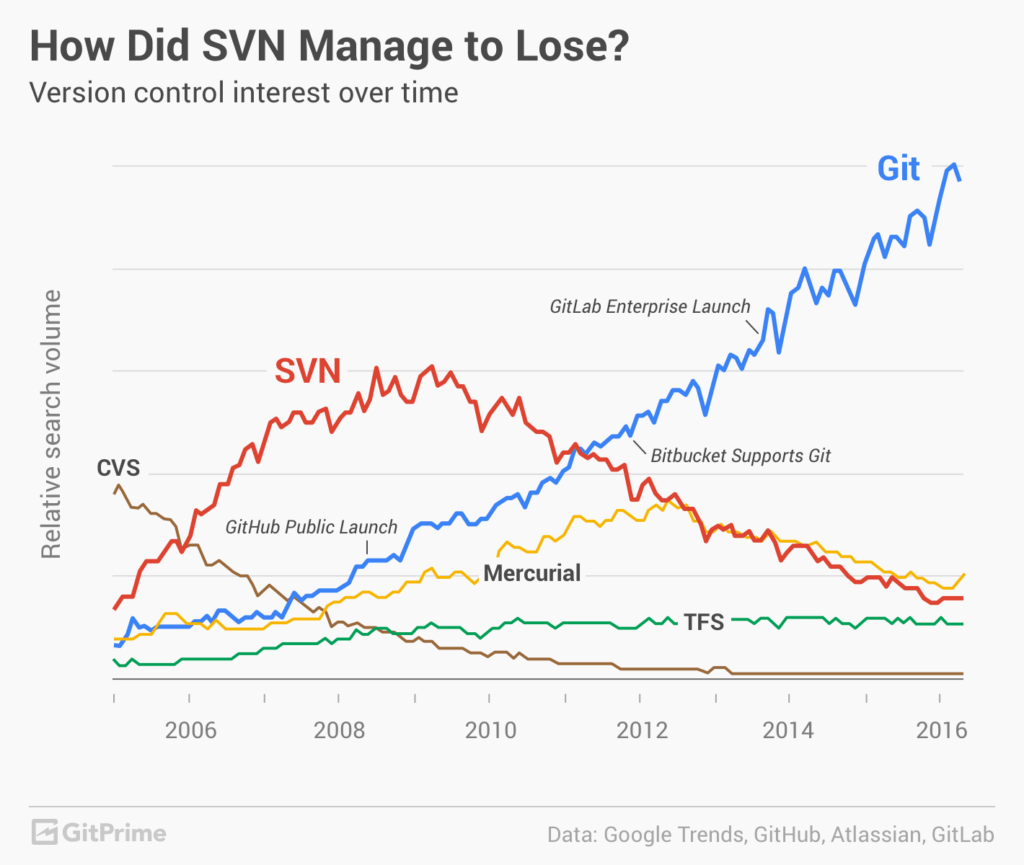 How Did SVN Manage to Lose?
Version control interest over time
Relative search volume
Git
GitLab Enterprise Launch
SVN
Bitbucket Supports Git
CVS
GitHub Public Launch
Mercurial
TFS
2006
2008
2010
2012
2014
2016
GitPrime
Data: Google Trends, GitHub, Atlassian, GitLab